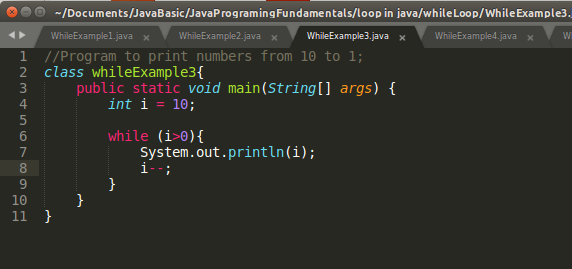 ~/Documents/JavaBasic/JavaProgramingFundamentals/loop in java/whileLoop/WhileExample3.
WhileExample1.java × WhileExample2.java × WhileExample3.java × WhileExample4.java × W
1 //Program to print numbers from 10 to 1;
2 class whileExample3{
3     public static void main(String[] args) {
4         int i = 10;
5
6         while (i>0){
7             System.out.println(i);
8             i--;
9         }
10     }
11 }